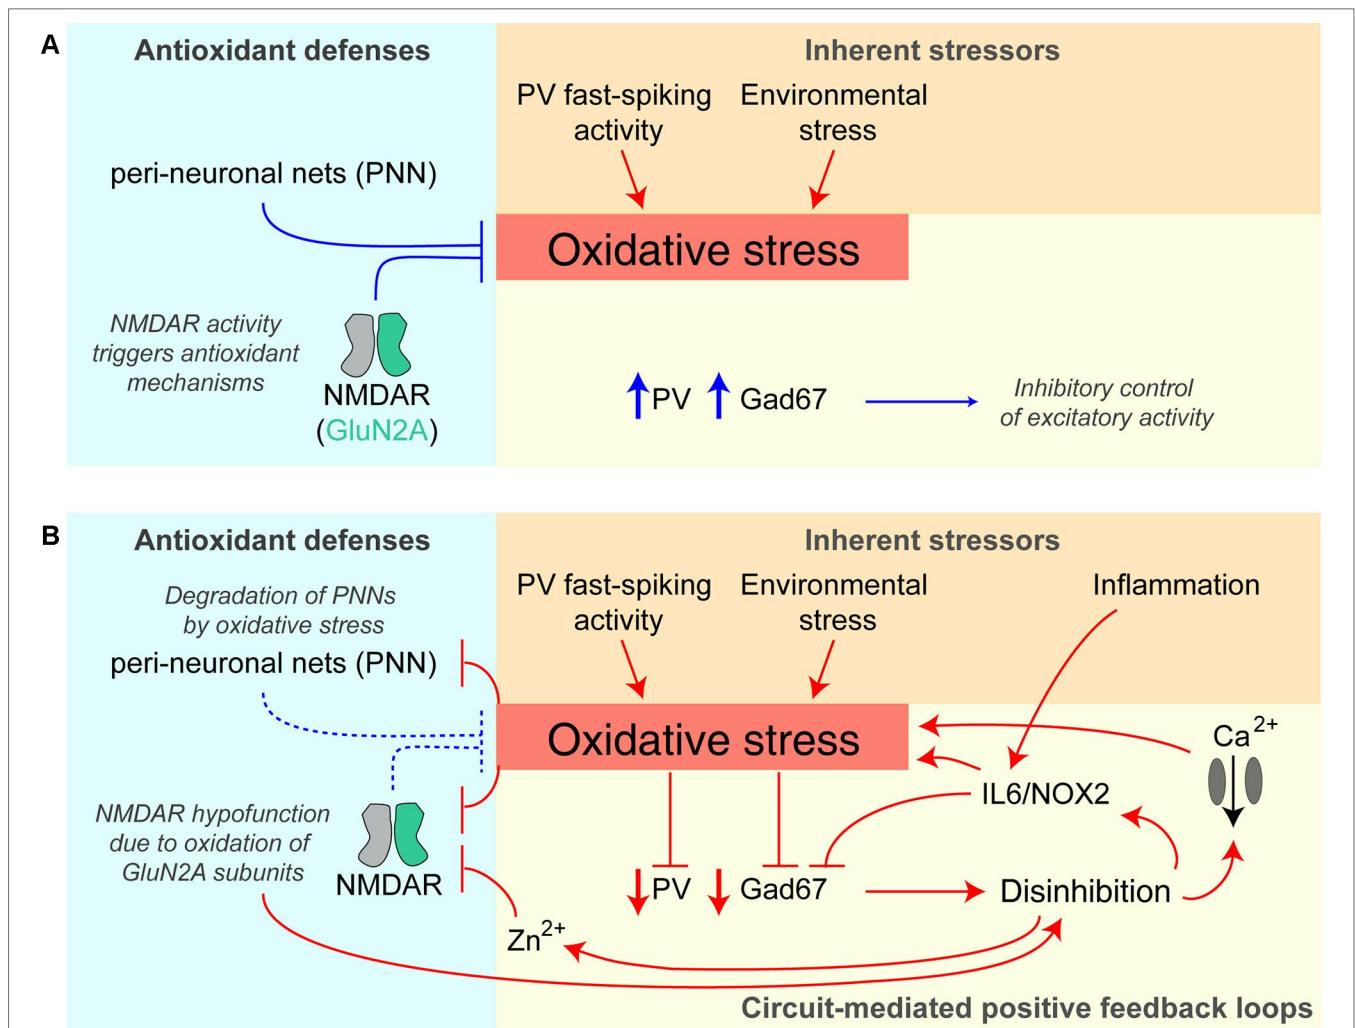 A
Antioxidant defenses
Inherent stressors
PV fast-spiking
activity
Environmental
stress
peri-neuronal nets (PNN)
Oxidative stress
NMDAR activity
triggers antioxidant
mechanisms
NMDAR
(GluN2A)
PV
Gad67
Inhibitory control
of excitatory activity
B
Antioxidant defenses
Inherent stressors
Degradation of PNNs
by oxidative stress
peri-neuronal nets (PNN)
PV fast-spiking
activity
Environmental
stress
Inflammation
Oxidative stress
Ca2+
IL6/NOX2
NMDAR hypofunction
due to oxidation of
GluN2A subunits
NMDAR
PV
Gad67
Disinhibition
Zn2+
Circuit-mediated positive feedback loops